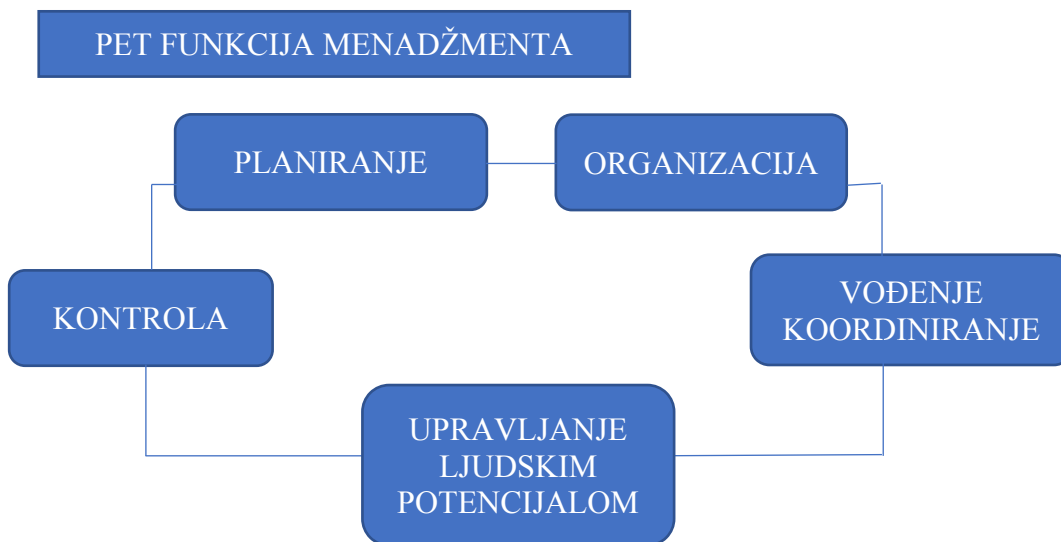 PET FUNKCIJA MENADŽMENTA
PLANIRANJE
ORGANIZACIJA
KONTROLA
VOĐENJE
KOORDINIRANJE
UPRAVLJANJE
LJUDSKIM
POTENCIJALOM